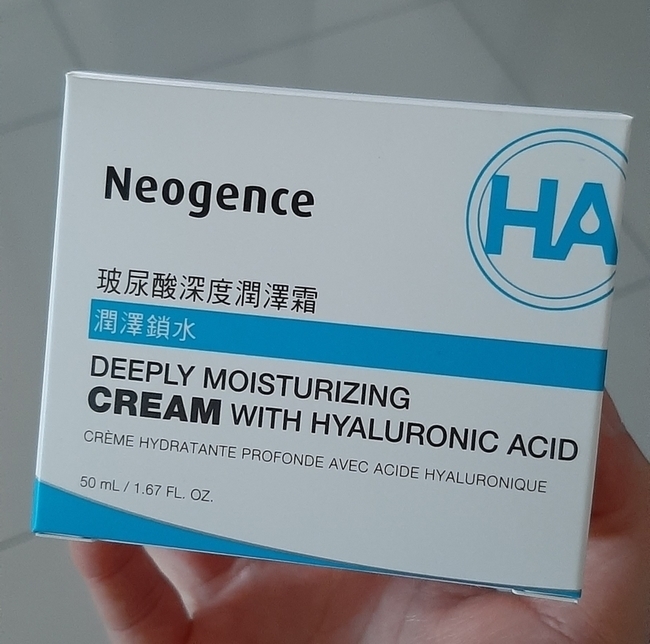 Neogence
HA
玻尿酸深度潤澤霜
潤澤鎖水
DEEPLY MOISTURIZING
CREAM WITH HYALURONIC ACID
CRÈME HYDRATANTE PROFONDE AVEC ACIDE HYALURONIQUE
50 mL / 1.67 FL. OZ.